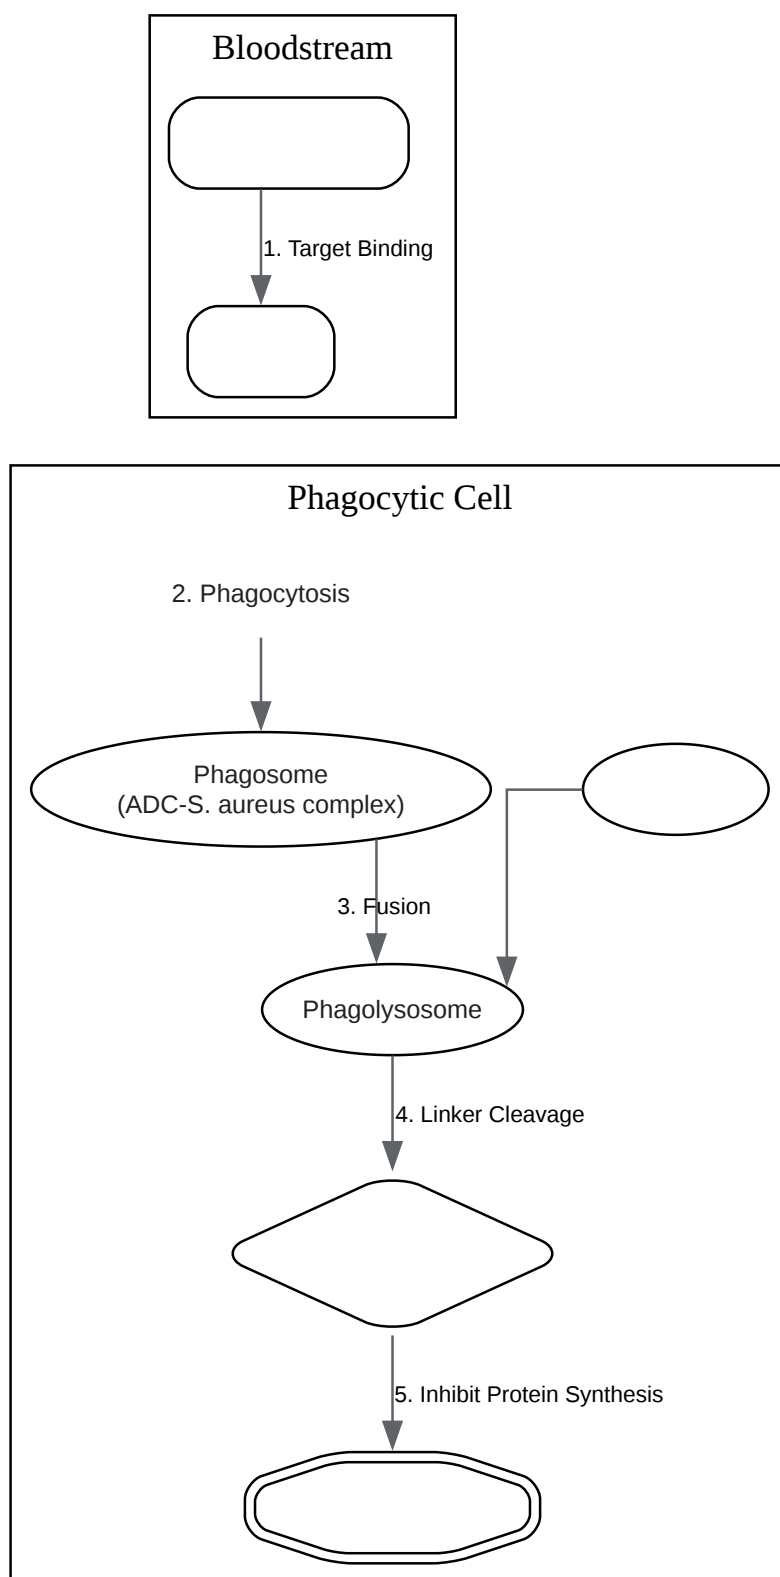 Bloodstream
1. Target Binding
Phagocytic Cell
2. Phagocytosis
Phagosome
(ADC-S. aureus complex)
3. Fusion
Phagolysosome
4. Linker Cleavage
5. Inhibit Protein Synthesis